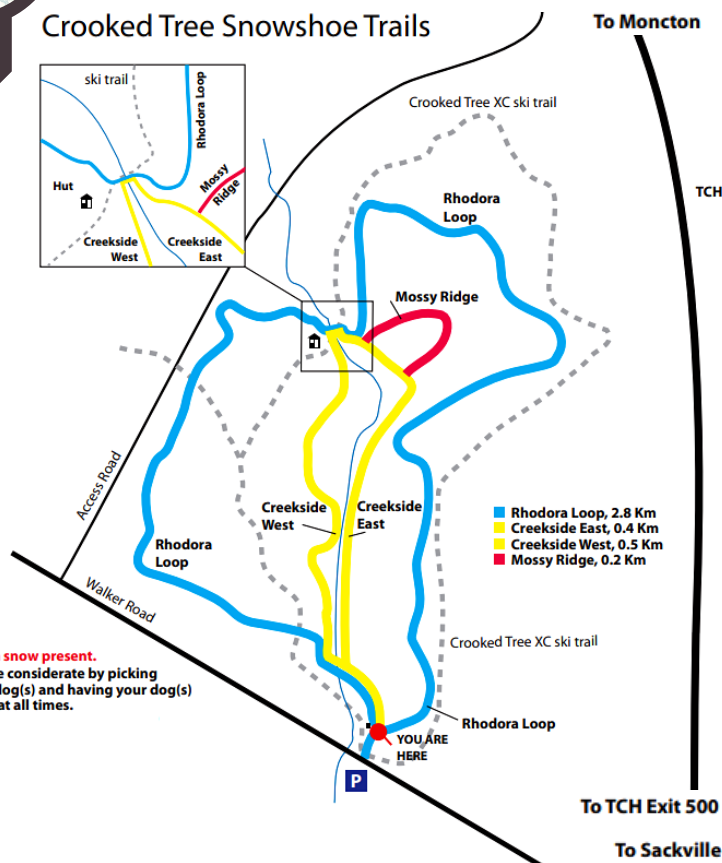 Crooked Tree Snowshoe Trails
To Moncton
ski trail
Rhodora Loop
Mossy
Ridge
Hut
Creekside
West
Creekside
East
Crooked Tree XC ski trail
TCH
Rhodora
Loop
Mossy Ridge
Access Road
Creekside
West
Creekside
East
Rhodora Loop, 2.8 Km
Creekside East, 0.4 Km
Creekside West, 0.5 Km
Mossy Ridge, 0.2 Km
Rhodora
Loop
Walker Road
snow present.
considerate by picking
dog(s) and having your dog(s)
at all times.
Crooked Tree XC ski trail
Rhodora Loop
YOU ARE
HERE
P
To TCH Exit 500
To Sackville